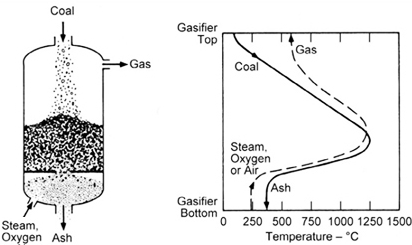 Coal
Gas
Steam,
Oxygen
Ash
Gasifier
Top
Gas
Coal
Steam,
Oxygen
or Air
Ash
Gasifier
Bottom
0 250 500 750 1000 1250 1500
Temperature – °C